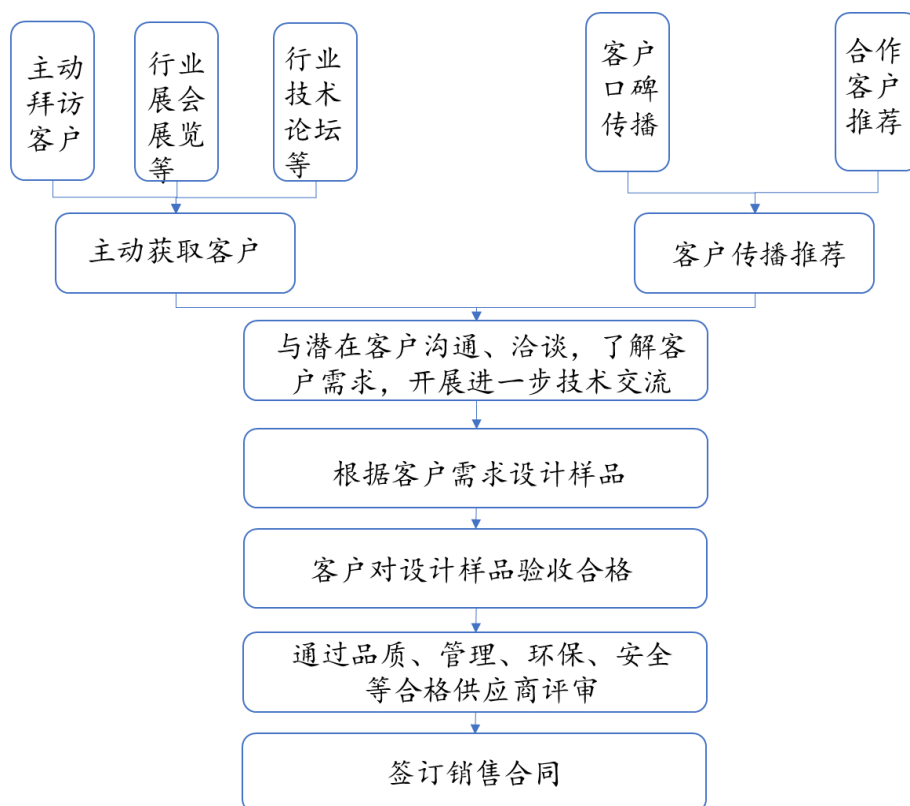 主动
拜访
客户
行业
展会
展览
等
行业
技术
论坛
等
客户
口碑
传播
合作
客户
推荐
主动获取客户
客户传播推荐
与潜在客户沟通、洽谈，了解客
户需求，开展进一步技术交流
根据客户需求设计样品
客户对设计样品验收合格
通过品质、管理、环保、安全
等合格供应商评审
签订销售合同